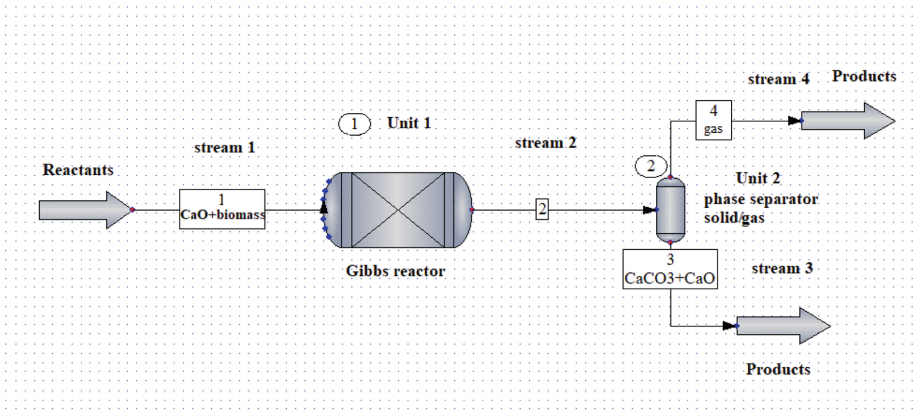 stream 4 Products
4
gas
1 Unit 1
stream 2
stream 1
2
Reactants
Unit 2
phase separator
solid/gas
1
CaO+biomass
2
3
CaCO3+CaO
stream 3
Gibbs reactor
Products